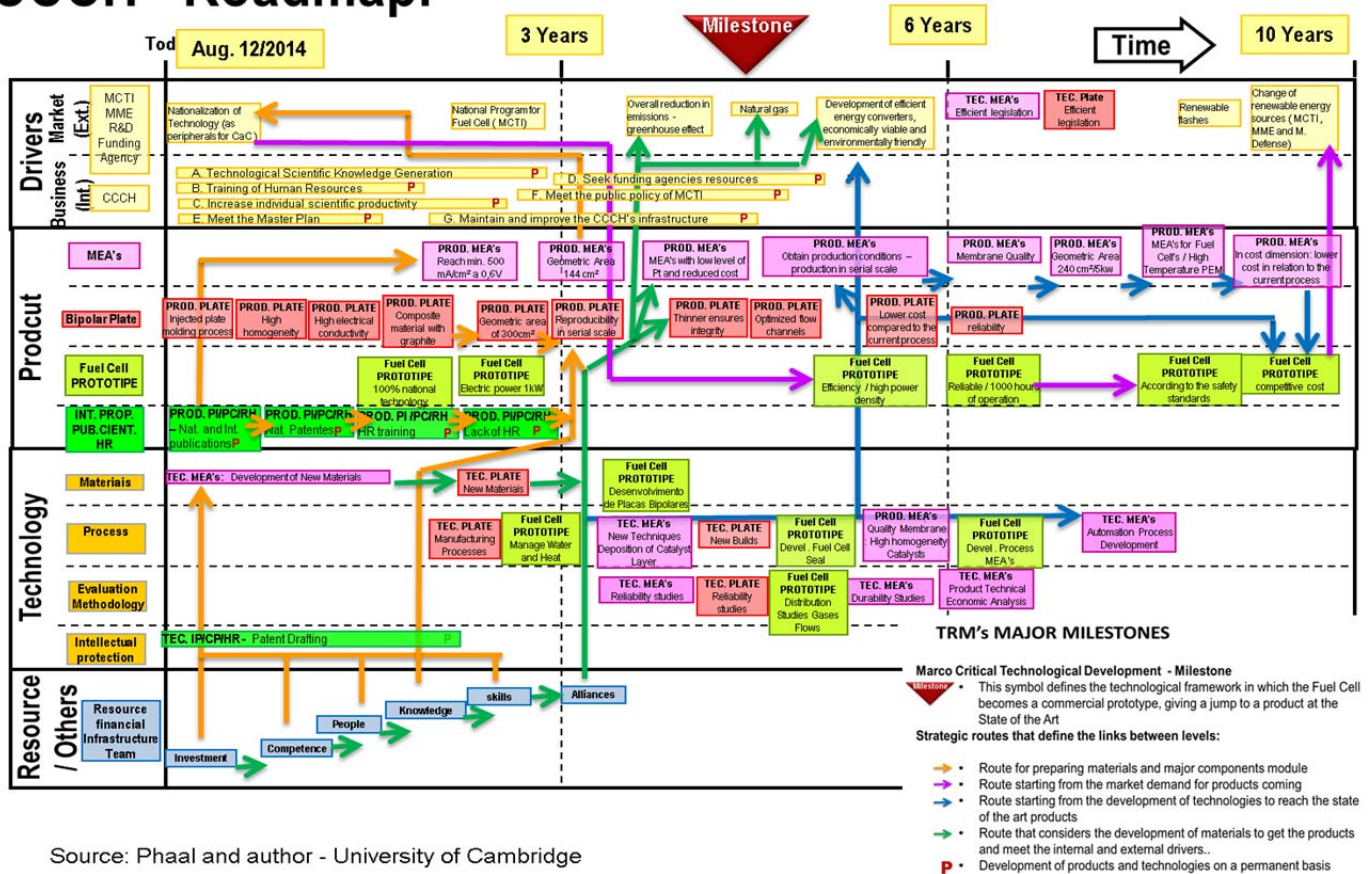 Roadmap.
Tod
Aug. 12/2014
3 Years
Milestone
6 Years
Time
10 Years
Drivers
Market
(Ext.)
MCTI
MME
R&D
Funding
Agency
Nationalization of
Technology (as
peripherals for CaC)
National Program for
Fuel Cell ( MCTI)
Overall reduction in
emissions -
greenhouse effect
Natural gas
Development of efficient
energy converters,
economically viable and
environmentally friendly
TEC. MEA's
Efficient legislation
TEC. Plate
Efficient
legislation
Renewable
flashes
Change of
renewable energy
sources ( MCTI,
MME and M.
Defense)
Business
(Int.)
CCCH
A. Technological Scientific Knowledge Generation P
B. Training of Human Resources P
C. Increase individual scientific productivity P
E. Meet the Master Plan P
D. Seek funding agencies resources P
F. Meet the public policy of MCTI P
G. Maintain and improve the CCCH's infrastructure P
Prodcut
MEA's
PROD. MEA's
Reach min. 500
mA/cm² a 0,6V
PROD. MEA's
Geometric Area
144 cm²
PROD. MEA's
MEA's with low level of
Pt and reduced cost
PROD. MEA's
Obtain production conditions –
production in serial scale
PROD. MEA's
Membrane Quality
PROD. MEA's
Geometric Area
240 cm²/5kw
PROD. MEA's
MEA's for Fuel
Cell's / High
Temperature PEM
PROD. MEA's
In cost dimension: lower
cost in relation to the
current process
Bipolar Plate
PROD. PLATE
Injected plate
molding process
PROD. PLATE
High
homogeneity
PROD. PLATE
High electrical
conductivity
PROD. PLATE
Composite
material with
graphite
PROD. PLATE
Geometric area
of 300cm²
PROD. PLATE
Reproducibility
in serial scale
PROD. PLATE
Thinner ensures
integrity
PROD. PLATE
Optimized flow
channels
PROD. PLATE
Lower cost
compared to the
current process
PROD. PLATE
reliability
Fuel Cell
PROTOTIPE
Fuel Cell
PROTOTIPE
100% national
technology
Fuel Cell
PROTOTIPE
Electric power 1kW
Fuel Cell
PROTOTIPE
Efficiency / high power
density
Fuel Cell
PROTOTIPE
Reliable / 1000 hours
of operation
Fuel Cell
PROTOTIPE
According to the safety
standards
Fuel Cell
PROTOTIPE
competitive cost
INT. PROP.
PUB.CIENT.
HR
PROD. PI/PC/RH
– Nat. and Int.
publications P
PROD. PI/PC/RH
Nat. Patentes P
PROD. PI/PC/RH
HR training P
PROD. PI/PC/RH
Lack of HR P
Technology
Materiais
TEC. MEA's: Development of New Materials
TEC. PLATE
New Materials
Fuel Cell
PROTOTIPE
Desenvolvimento
de Placas Bipolares
Process
TEC. PLATE
Manufacturing
Processes
Fuel Cell
PROTOTIPE
Manage Water
and Heat
TEC. MEA's
New Techniques
Deposition of Catalyst
Layer
TEC. PLATE
New Builds
Fuel Cell
PROTOTIPE
Devel . Fuel Cell
Seal
PROD. MEA's
Quality Membrane
: High homogeneity
Catalysts
Fuel Cell
PROTOTIPE
Devel . Process
MEA's
TEC. MEA's
Automation Process
Development
Evaluation
Methodology
TEC. MEA's
Reliability studies
TEC. PLATE
Reliability
studies
Fuel Cell
PROTOTIPE
Distribution
Studies Gases
Flows
TEC. MEA's
Durability Studies
TEC. MEA's
Product Technical
Economic Analysis
Intellectual
protection
TEC. IP/CP/HR - Patent Drafting P
Resource
/ Others
Resource
financial
Infrastructure
Team
Investment
Competence
People
Knowledge
skills
Alliances
TRM's MAJOR MILESTONES
Marco Critical Technological Development - Milestone
Milestone
• This symbol defines the technological framework in which the Fuel Cell
becomes a commercial prototype, giving a jump to a product at the
State of the Art
Strategic routes that define the links between levels:
• Route for preparing materials and major components module
• Route starting from the market demand for products coming
• Route starting from the development of technologies to reach the state
of the art products
• Route that considers the development of materials to get the products
and meet the internal and external drivers..
P • Development of products and technologies on a permanent basis
Source: Phaal and author - University of Cambridge